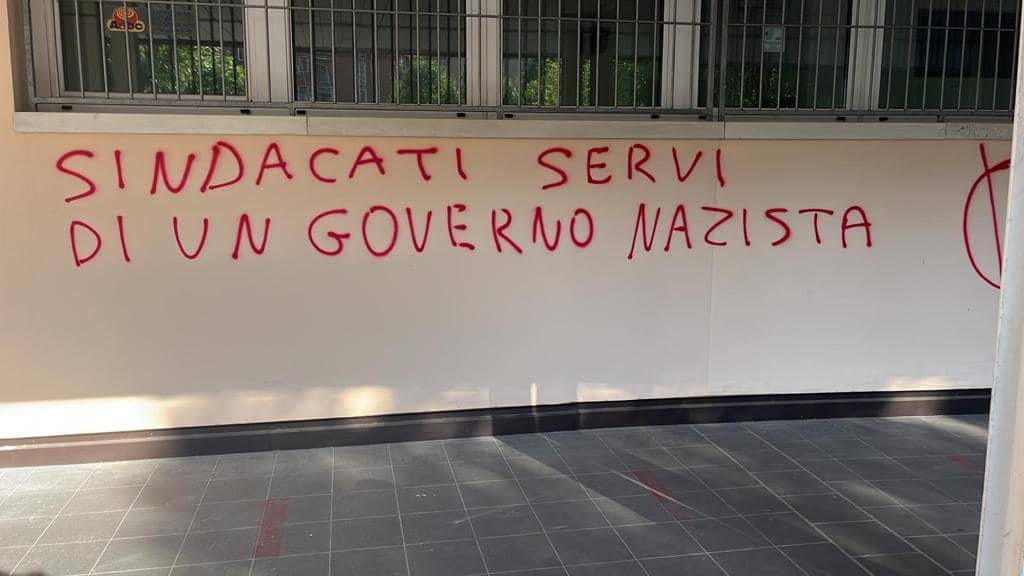 SINDACATI SERVI
DI UN GOVERNO NAZISTA